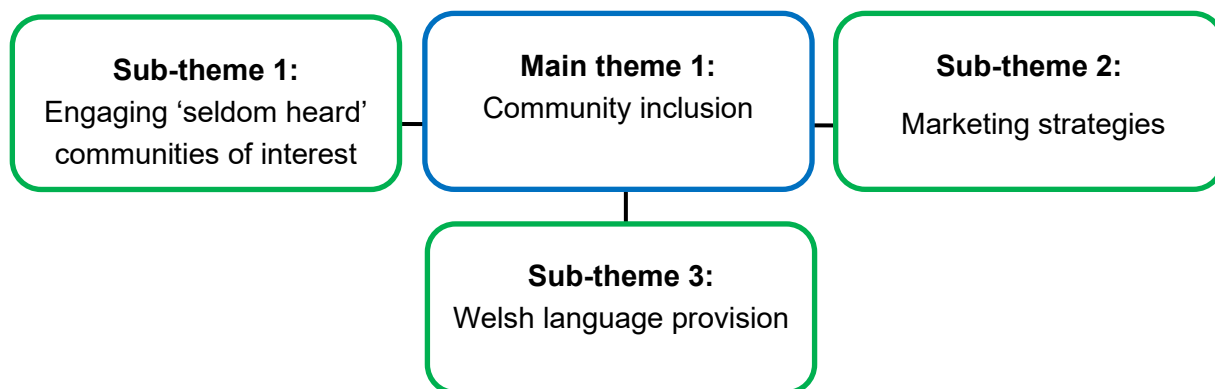 Sub-theme 1:
Engaging ‘seldom heard’
communities of interest
Main theme 1:
Community inclusion
Sub-theme 2:
Marketing strategies
Sub-theme 3:
Welsh language provision